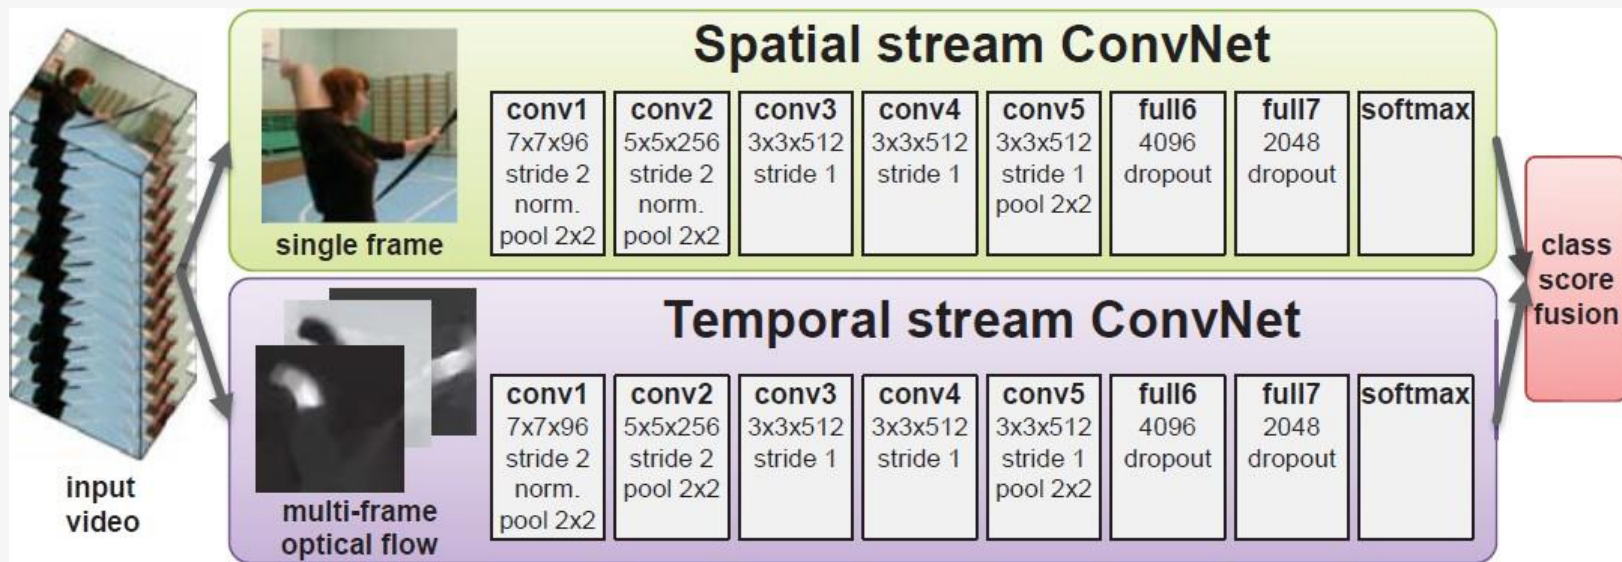 Spatial stream ConvNet
conv1
7x7x96
stride 2
norm.
pool 2x2
conv2
5x5x256
stride 2
norm.
pool 2x2
conv3
3x3x512
stride 1
conv4
3x3x512
stride 1
conv5
3x3x512
stride 1
pool 2x2
full6
4096
dropout
full7
2048
dropout
softmax
single frame
input
video
Temporal stream ConvNet
conv1
7x7x96
stride 2
norm.
pool 2x2
conv2
5x5x256
stride 2
pool 2x2
conv3
3x3x512
stride 1
conv4
3x3x512
stride 1
conv5
3x3x512
stride 1
pool 2x2
full6
4096
dropout
full7
2048
dropout
softmax
multi-frame
optical flow
class
score
fusion